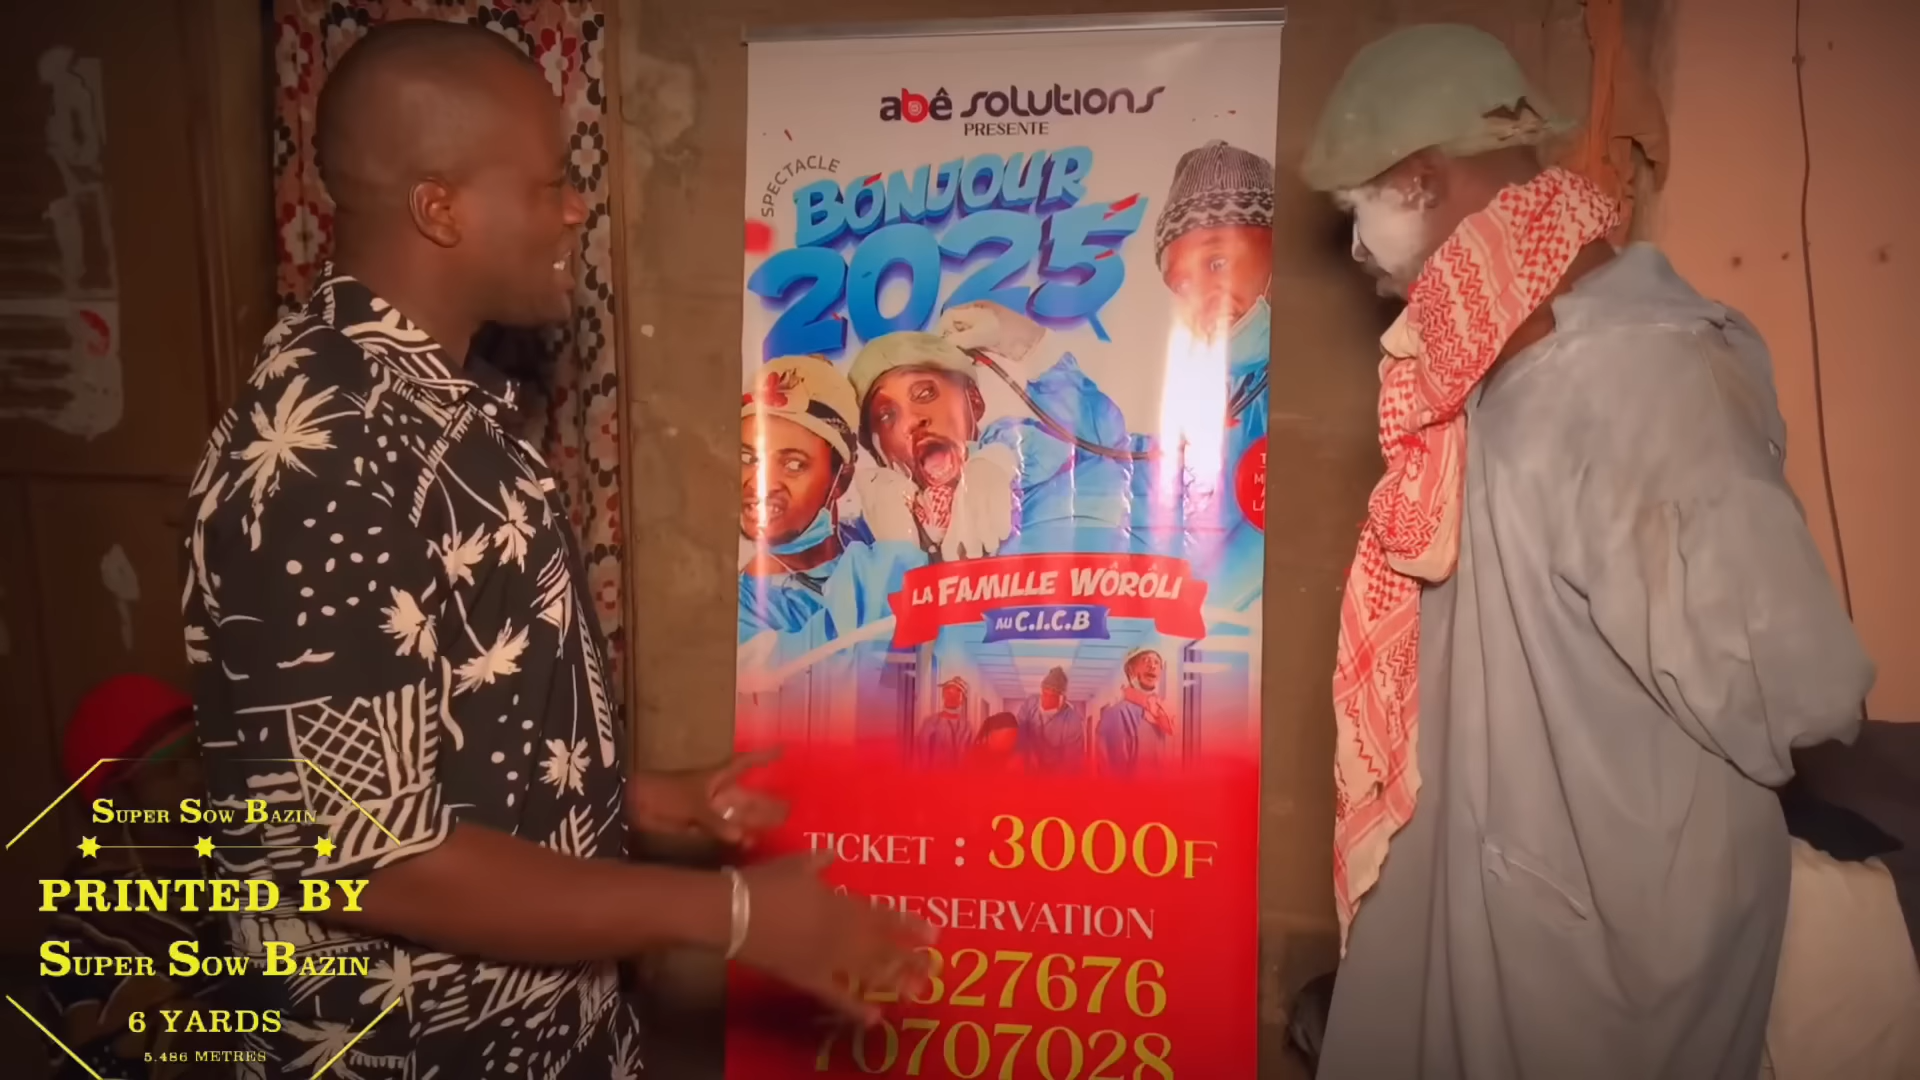 abê solutions
PRESENTE
SPECTACLE
BONJOUR
2025
LA FAMILLE WÔRÔLI
AU C.I.C.B
TICKET : 3000F
RESERVATION
327676
70707028
SUPER SOW BAZIN
PRINTED BY
SUPER SOW BAZIN
6 YARDS
5.486 METRES